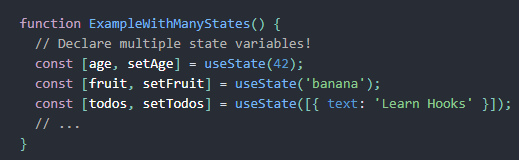 function ExampleWithManyStates() {
  // Declare multiple state variables!
  const [age, setAge] = useState(42);
  const [fruit, setFruit] = useState('banana');
  const [todos, setTodos] = useState([{ text: 'Learn Hooks' }]);
  // ...
}